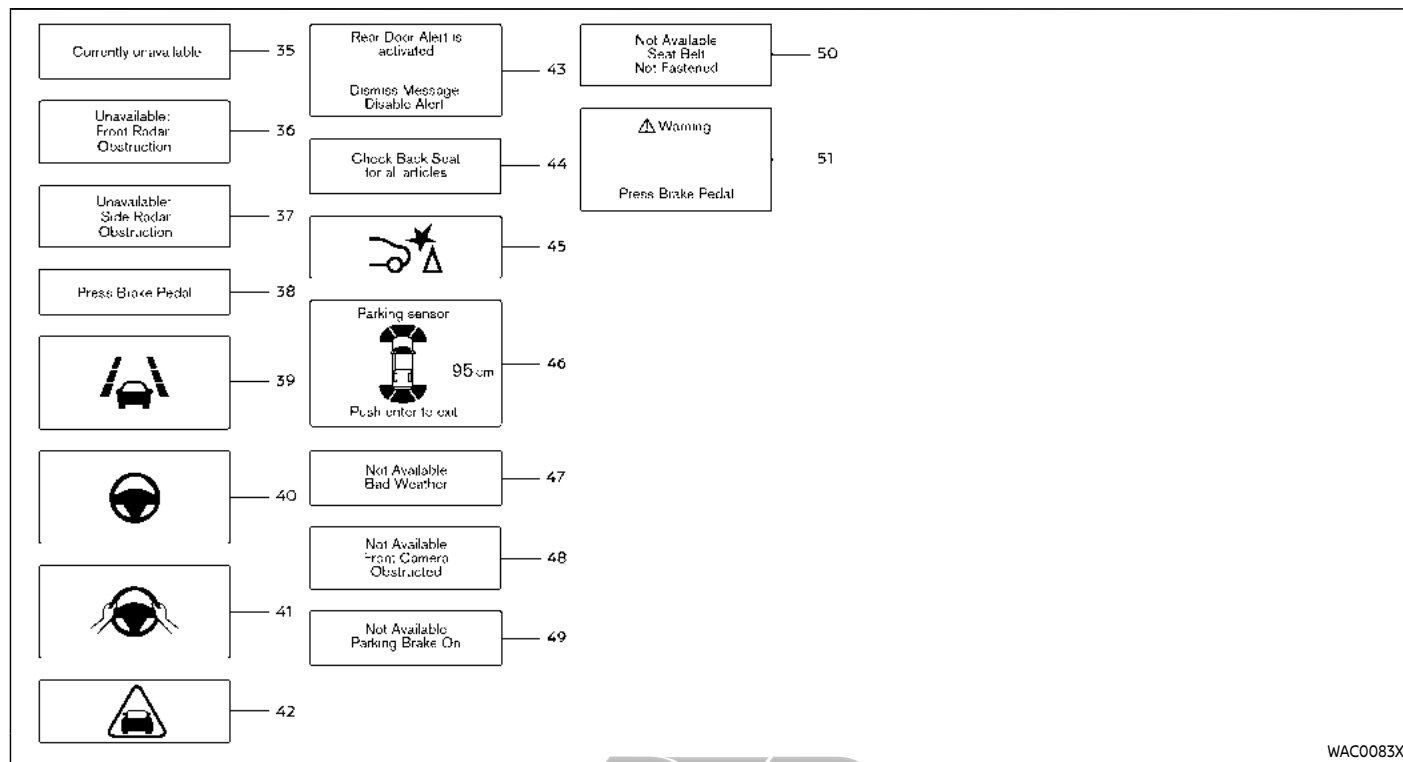 Currently unavailable
35
Unavailable:
Front Radar
Obstruction
36
Unavailable:
Side Radar
Obstruction
37
Press Brake Pedal
38
39
40
41
42
Rear Door Alert is
activated
Dismiss Message
Disable Alert
43
Check Back Seat
for all articles
44
45
Parking sensor
95 cm
Push enter to exit
46
Not Available
Bad Weather
47
Not Available
Front Camera
Obstructed
48
Not Available
Parking Brake On
49
Not Available
Seat Belt
Not Fastened
50
Warning
Press Brake Pedal
51
WAC0083X